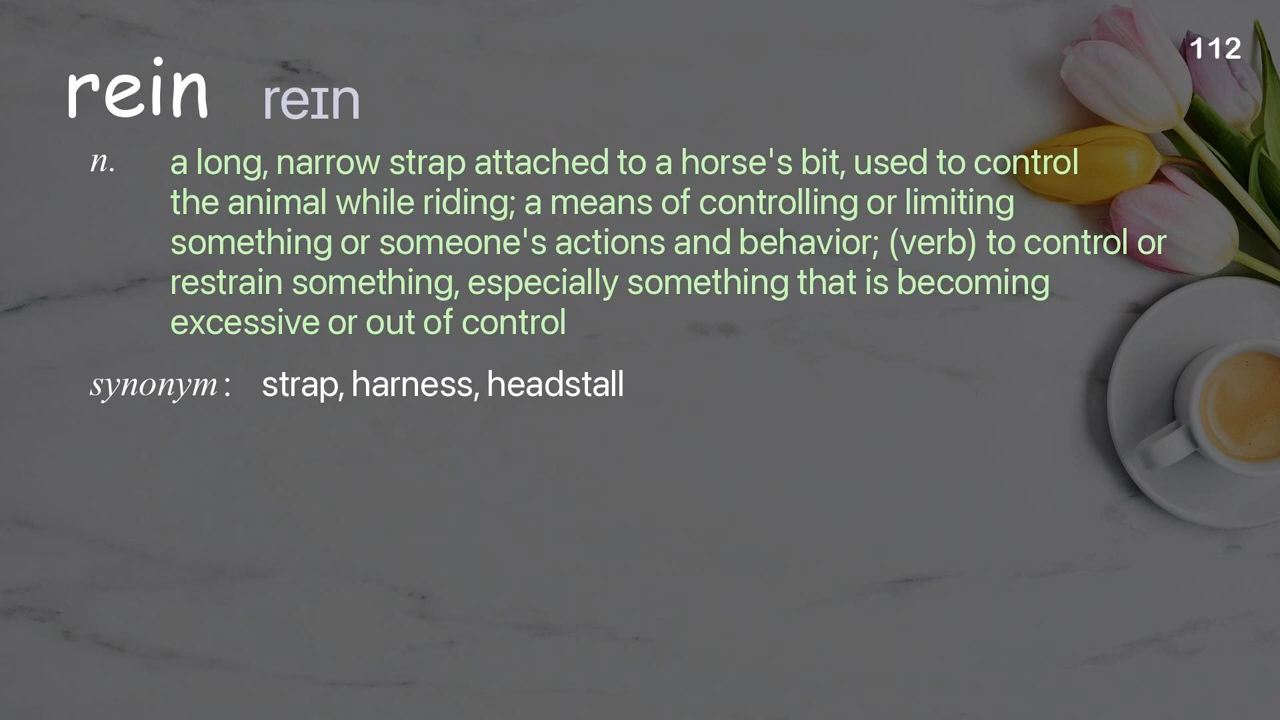 112
rein reɪn
n. a long, narrow strap attached to a horse's bit, used to control
the animal while riding; a means of controlling or limiting
something or someone's actions and behavior; (verb) to control or
restrain something, especially something that is becoming
excessive or out of control
synonym: strap, harness, headstall